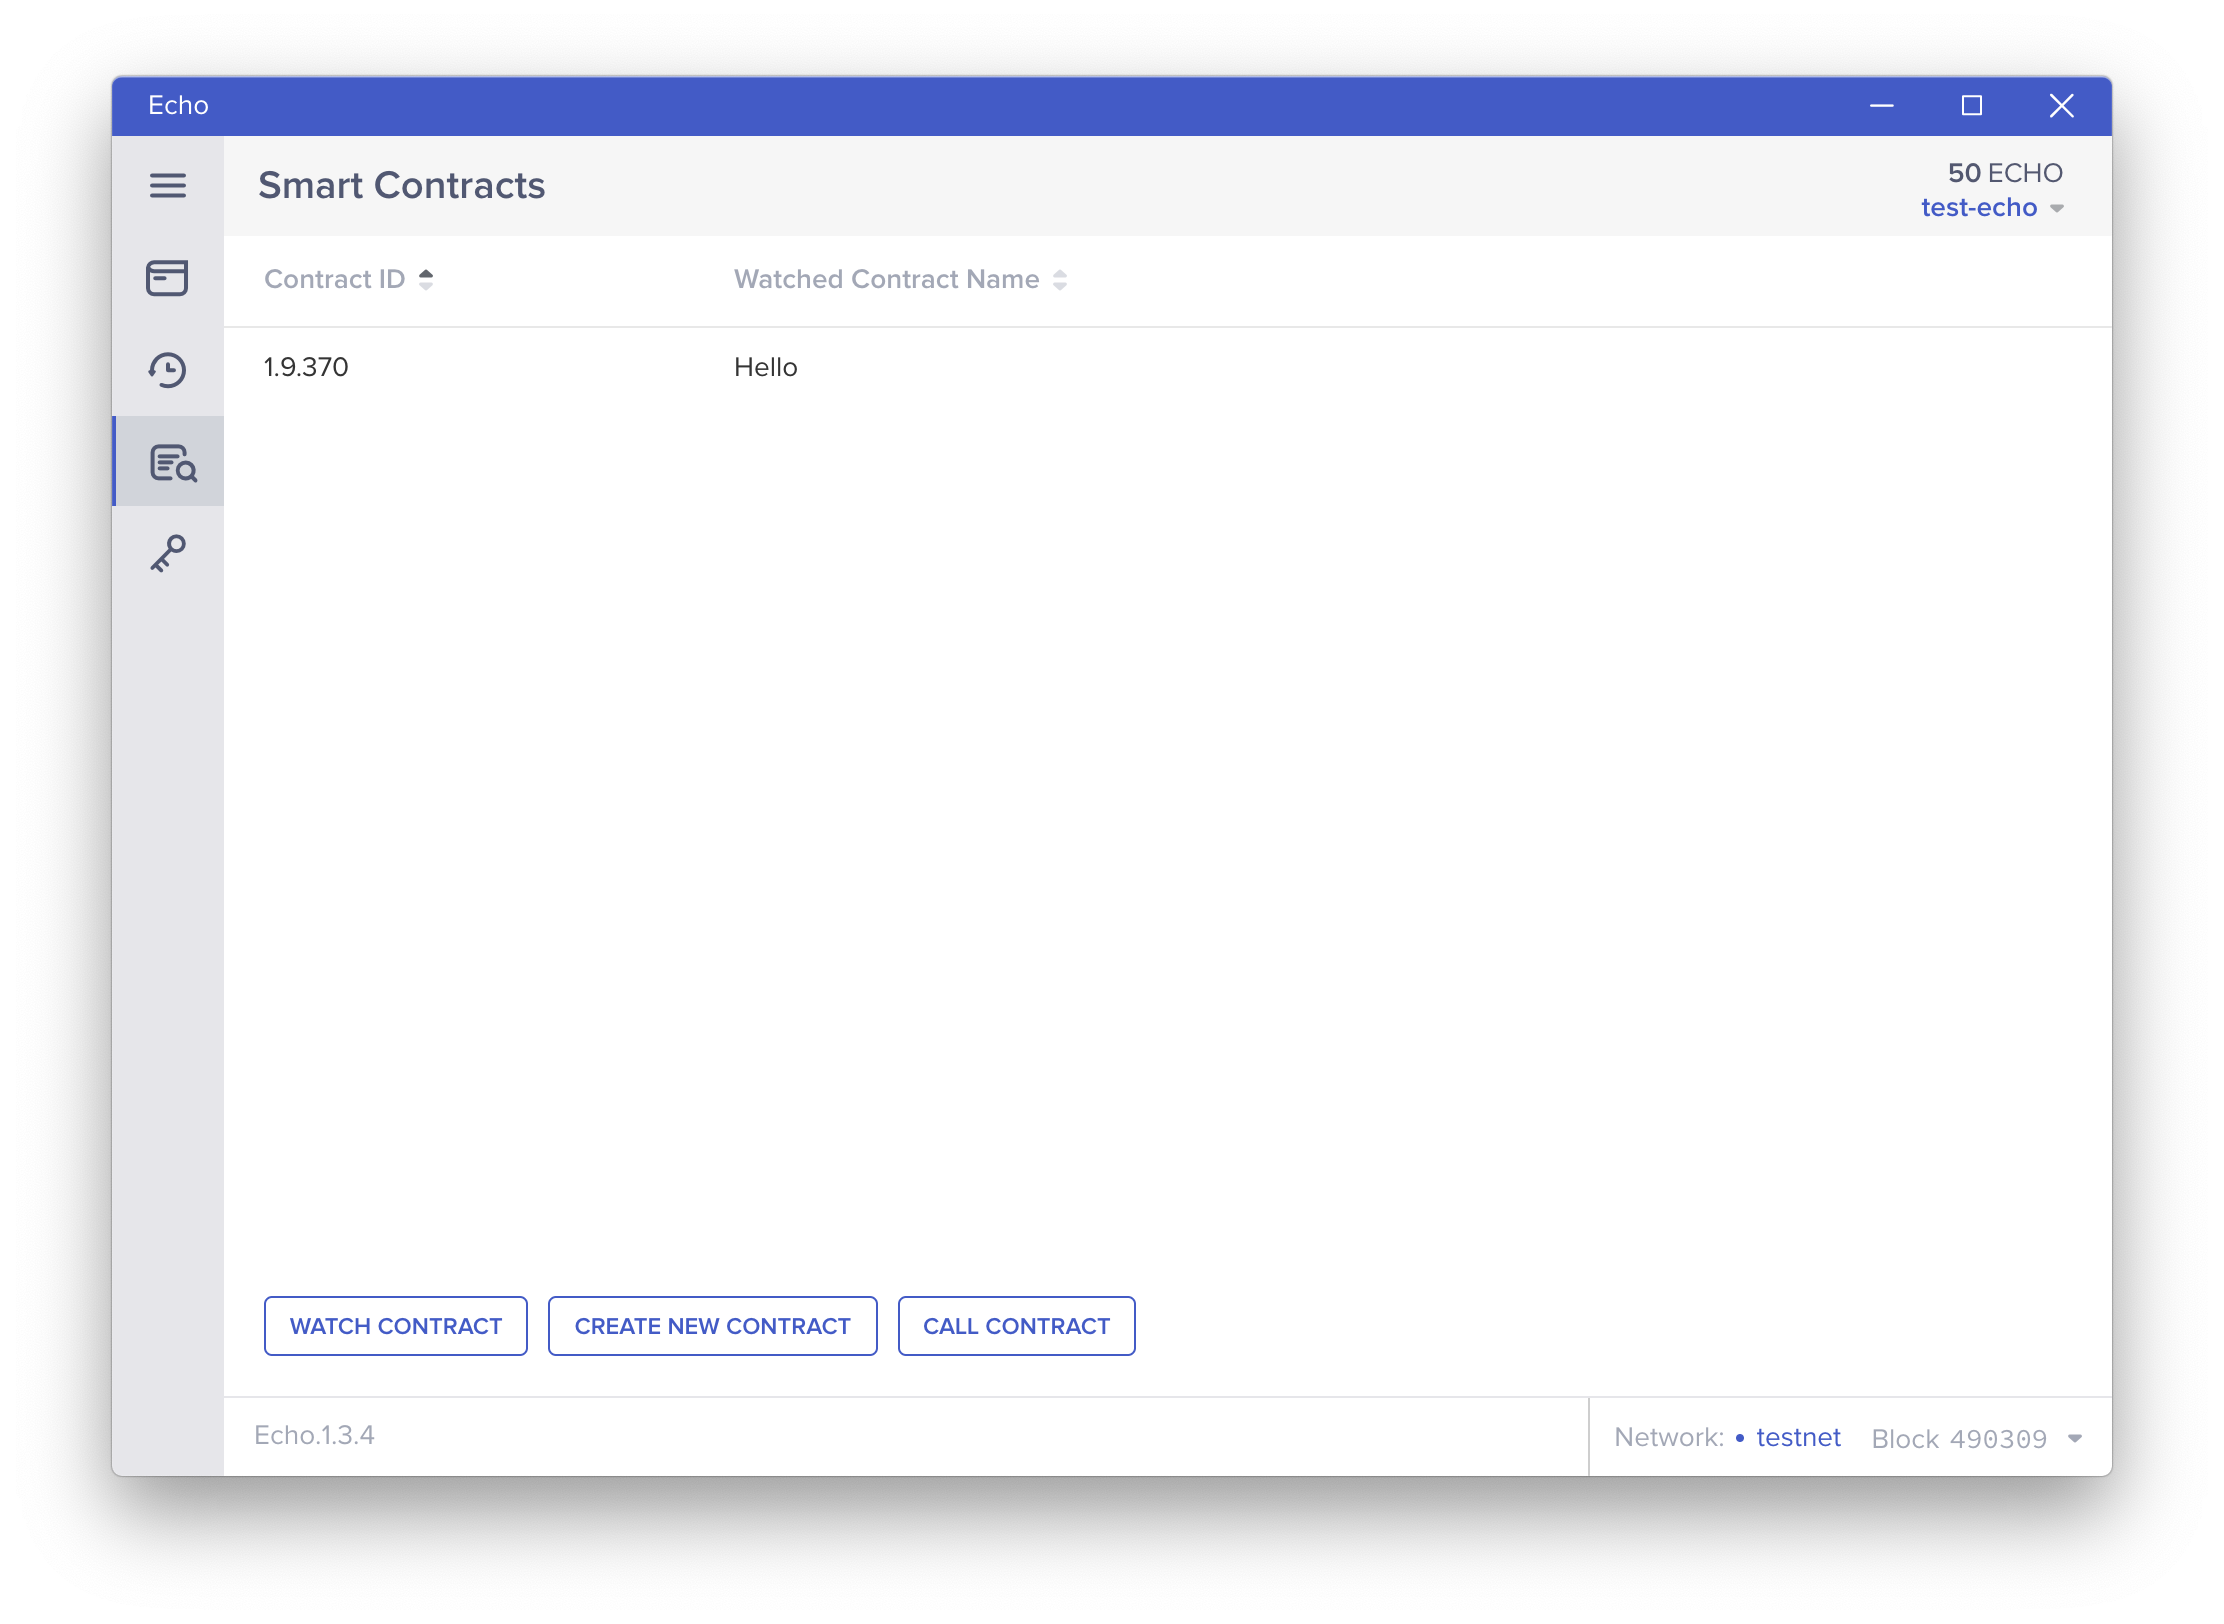 Echo
Smart Contracts
50 ECHO
test-echo
Contract ID Watched Contract Name
1.9.370 Hello
WATCH CONTRACT CREATE NEW CONTRACT CALL CONTRACT
Echo.1.3.4 Network: • testnet Block 490309